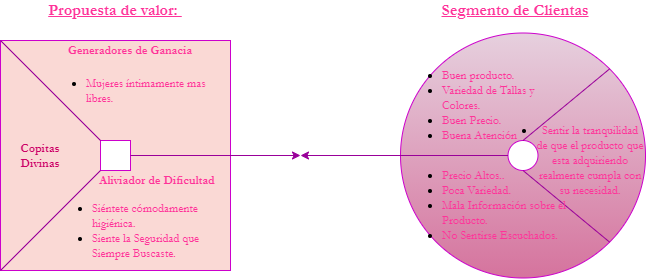 Propuesta de valor:
Segmento de Clientas
Generadores de Ganacia
Mujeres íntimamente mas
libres.
Copitas
Divinas
Aliviador de Dificultad
Siéntete cómodamente
higiénica.
Siente la Seguridad que
Siempre Buscaste.
Buen producto.
Variedad de Tallas y
Colores.
Buen Precio.
Buena Atención
Sentir la tranquilidad
de que el producto que
esta adquiriendo
realmente cumpla con
su necesidad.
Precio Altos..
Poca Variedad.
Mala Información sobre el
Producto.
No Sentirse Escuchados.